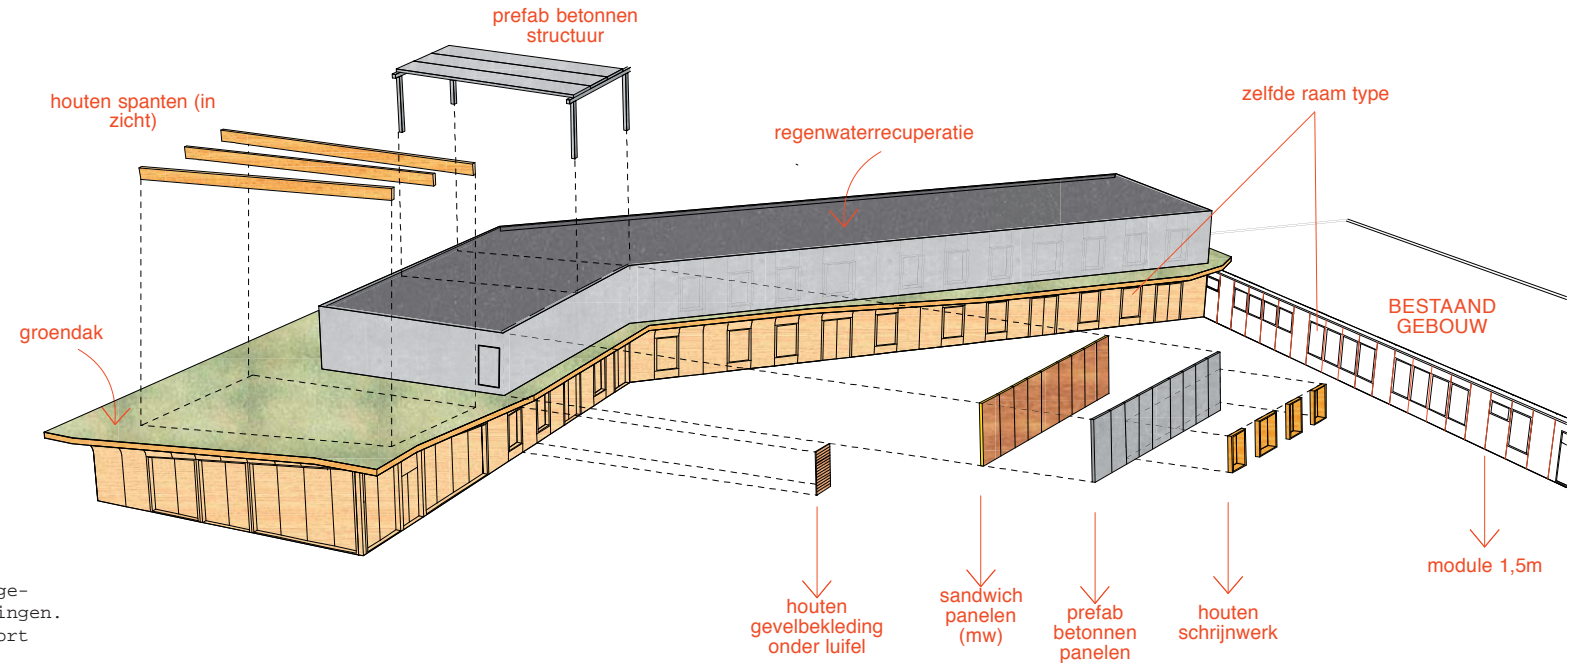 prefab betonnen
structuur
houten spanten (in
zicht)
zelfde raam type
regenwaterrecuperatie
BESTAAND
GEBOUW
groendak
module 1,5m
ge-
ingen.
ort
houten
gevelbekleding
onder luifel
sandwich
panelen
(mw)
prefab
betonnen
panelen
houten
schrijnwerk